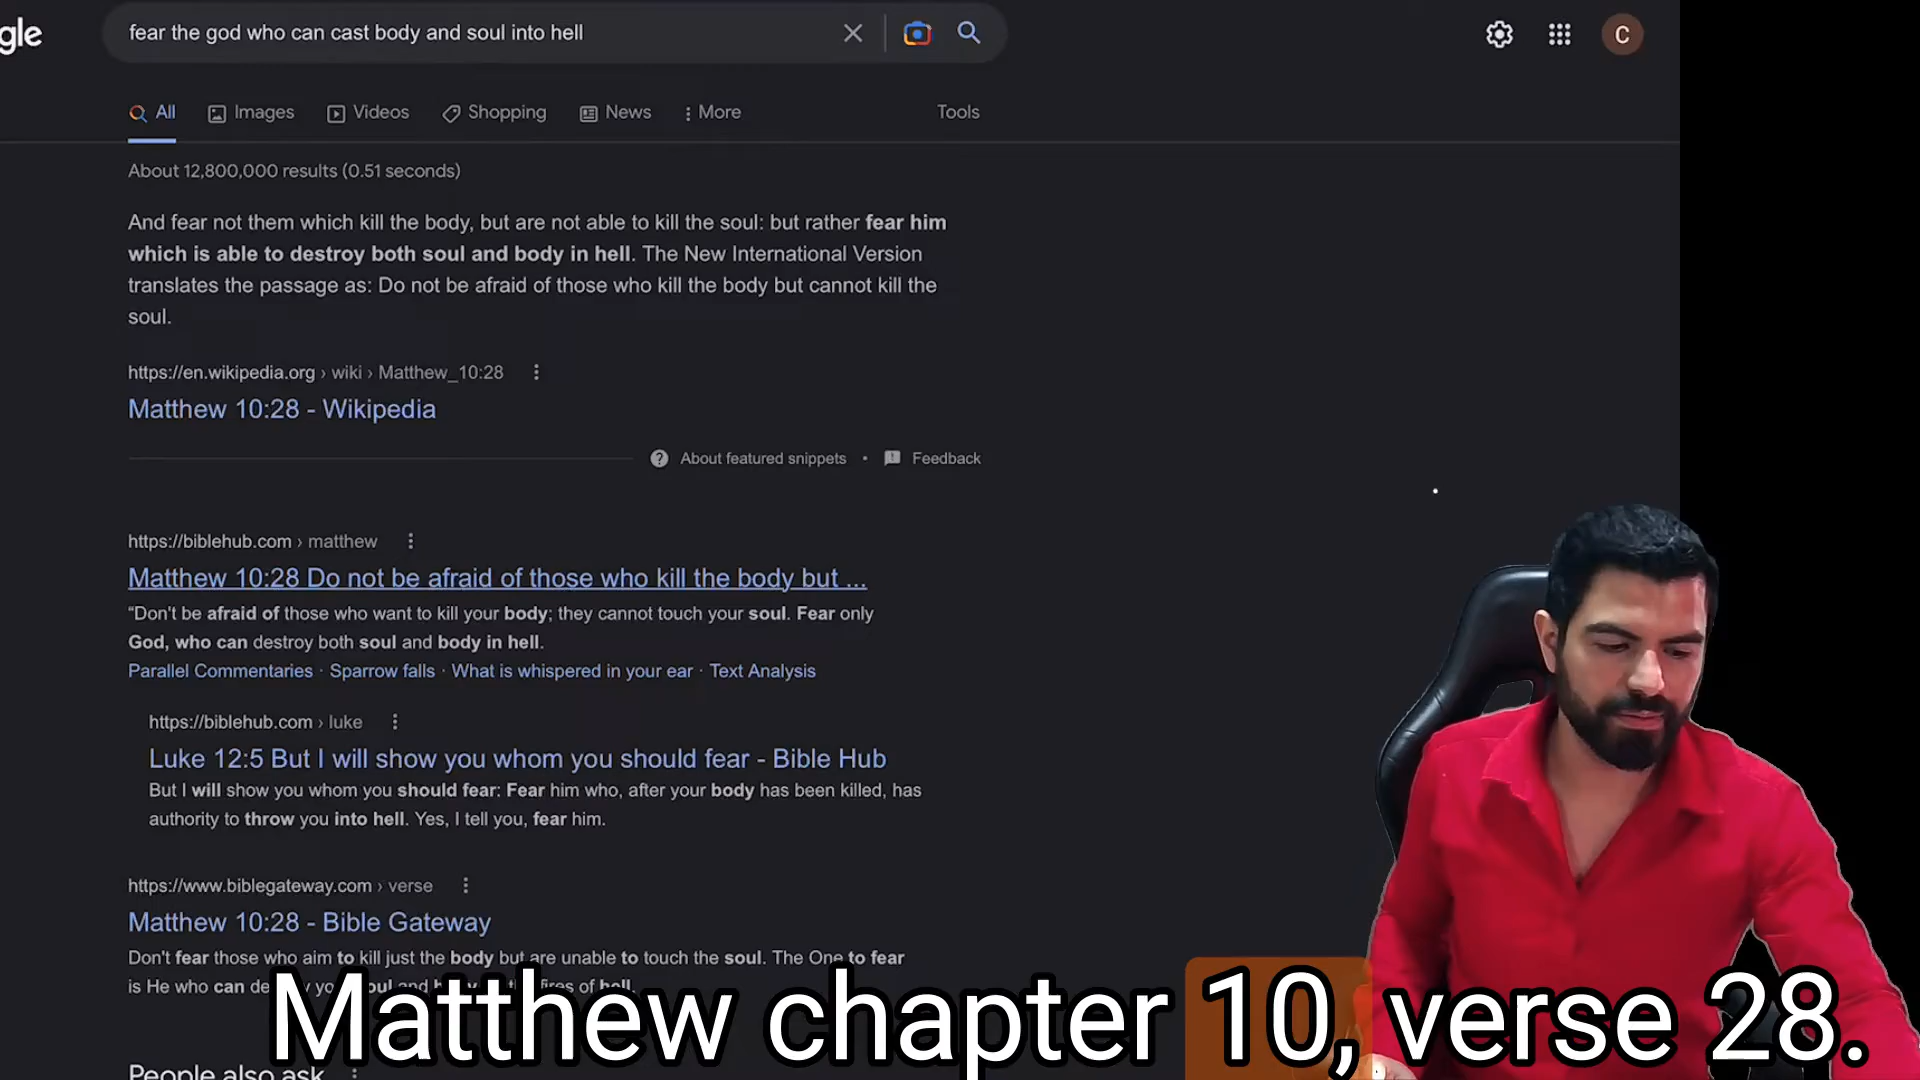 gle
fear the god who can cast body and soul into hell
C
All Images Videos Shopping News More Tools
About 12,800,000 results (0.51 seconds)
And fear not them which kill the body, but are not able to kill the soul: but rather fear him
which is able to destroy both soul and body in hell. The New International Version
translates the passage as: Do not be afraid of those who kill the body but cannot kill the
soul.
https://en.wikipedia.org › wiki › Matthew_10:28
Matthew 10:28 - Wikipedia
About featured snippets • Feedback
https://biblehub.com › matthew
Matthew 10:28 Do not be afraid of those who kill the body but ...
“Don't be afraid of those who want to kill your body; they cannot touch your soul. Fear only
God, who can destroy both soul and body in hell.
Parallel Commentaries · Sparrow falls · What is whispered in your ear · Text Analysis
https://biblehub.com › luke
Luke 12:5 But I will show you whom you should fear - Bible Hub
But I will show you whom you should fear: Fear him who, after your body has been killed, has
authority to throw you into hell. Yes, I tell you, fear him.
https://www.biblegateway.com › verse
Matthew 10:28 - Bible Gateway
Don't fear those who aim to kill just the body but are unable to touch the soul. The One to fear
is He who can fires of hell.
Matthew chapter 10, verse 28.
People also ask